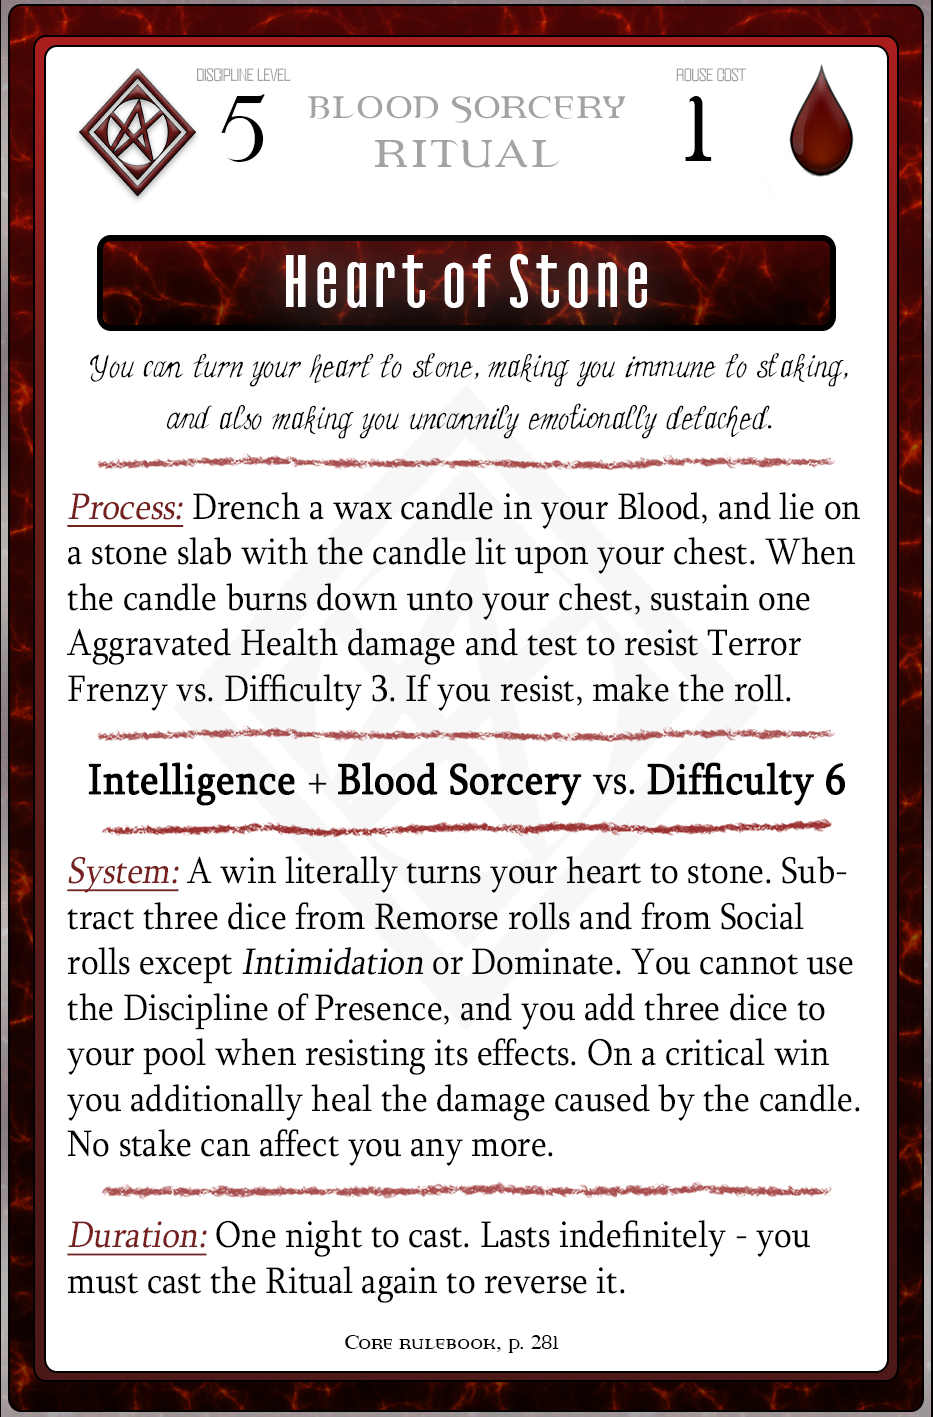 DISCIPLINE LEVEL
5
BLOOD SORCERY
RITUAL
ROUSE COST
1
Heart of Stone
You can turn your heart to stone, making you immune to staking,
and also making you uncannily emotionally detached.
Process: Drench a wax candle in your Blood, and lie on
a stone slab with the candle lit upon your chest. When
the candle burns down unto your chest, sustain one
Aggravated Health damage and test to resist Terror
Frenzy vs. Difficulty 3. If you resist, make the roll.
Intelligence + Blood Sorcery vs. Difficulty 6
System: A win literally turns your heart to stone. Sub-
tract three dice from Remorse rolls and from Social
rolls except Intimidation or Dominate. You cannot use
the Discipline of Presence, and you add three dice to
your pool when resisting its effects. On a critical win
you additionally heal the damage caused by the candle.
No stake can affect you any more.
Duration: One night to cast. Lasts indefinitely - you
must cast the Ritual again to reverse it.
Core rulebook, p. 281